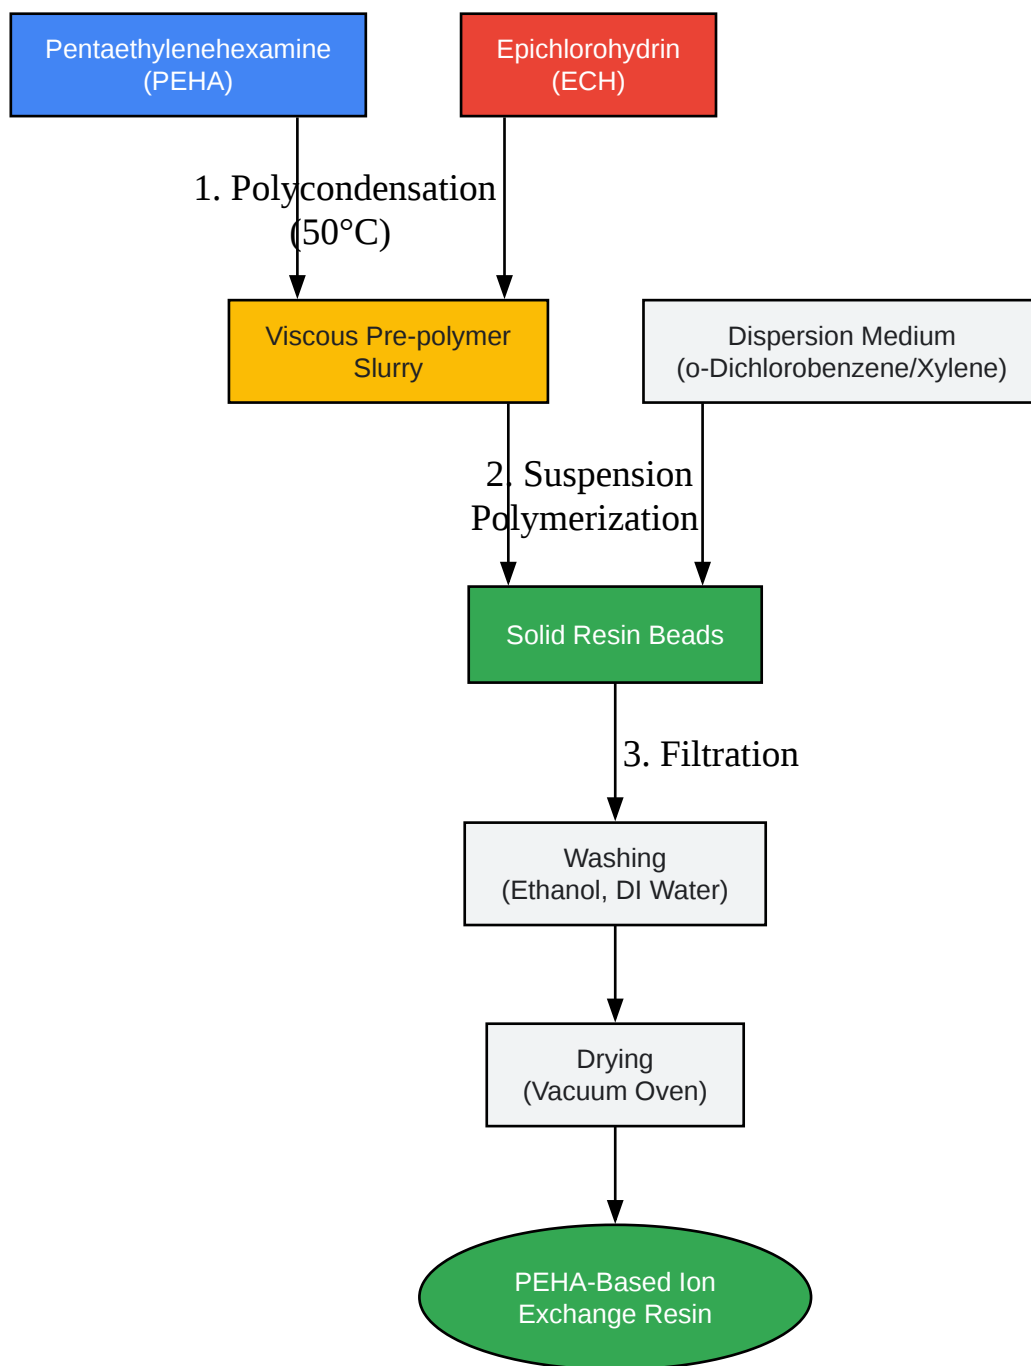 Pentaethylenehexamine
(PEHA)
Epichlorohydrin
(ECH)
1. Polycondensation
(50°C)
Viscous Pre-polymer
Slurry
Dispersion Medium
(o-Dichlorobenzene/Xylene)
2. Suspension
Polymerization
Solid Resin Beads
3. Filtration
Washing
(Ethanol, DI Water)
Drying
(Vacuum Oven)
PEHA-Based Ion
Exchange Resin